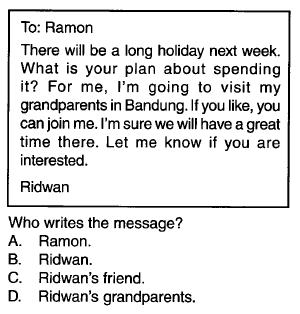 To: Ramon
There will be a long holiday next week.
What is your plan about spending
it? For me, I'm going to visit my
grandparents in Bandung. If you like, you
can join me. I'm sure we will have a great
time there. Let me know if you are
interested.
Ridwan
Who writes the message?
A. Ramon.
B. Ridwan.
C. Ridwan's friend.
D. Ridwan's grandparents.